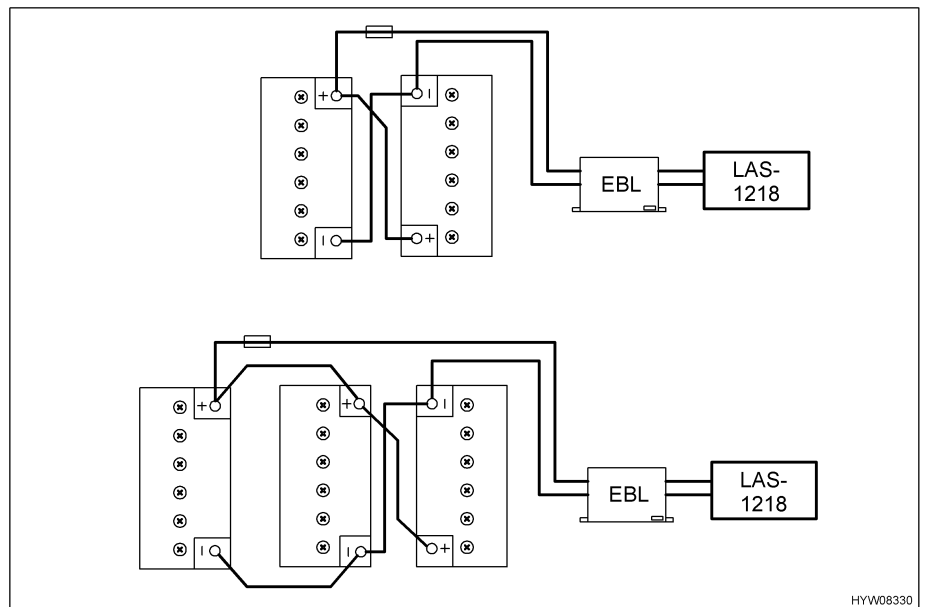 +
–
–
+
EBL
LAS-
1218
+
+
–
–
–
+
EBL
LAS-
1218
HYW08330